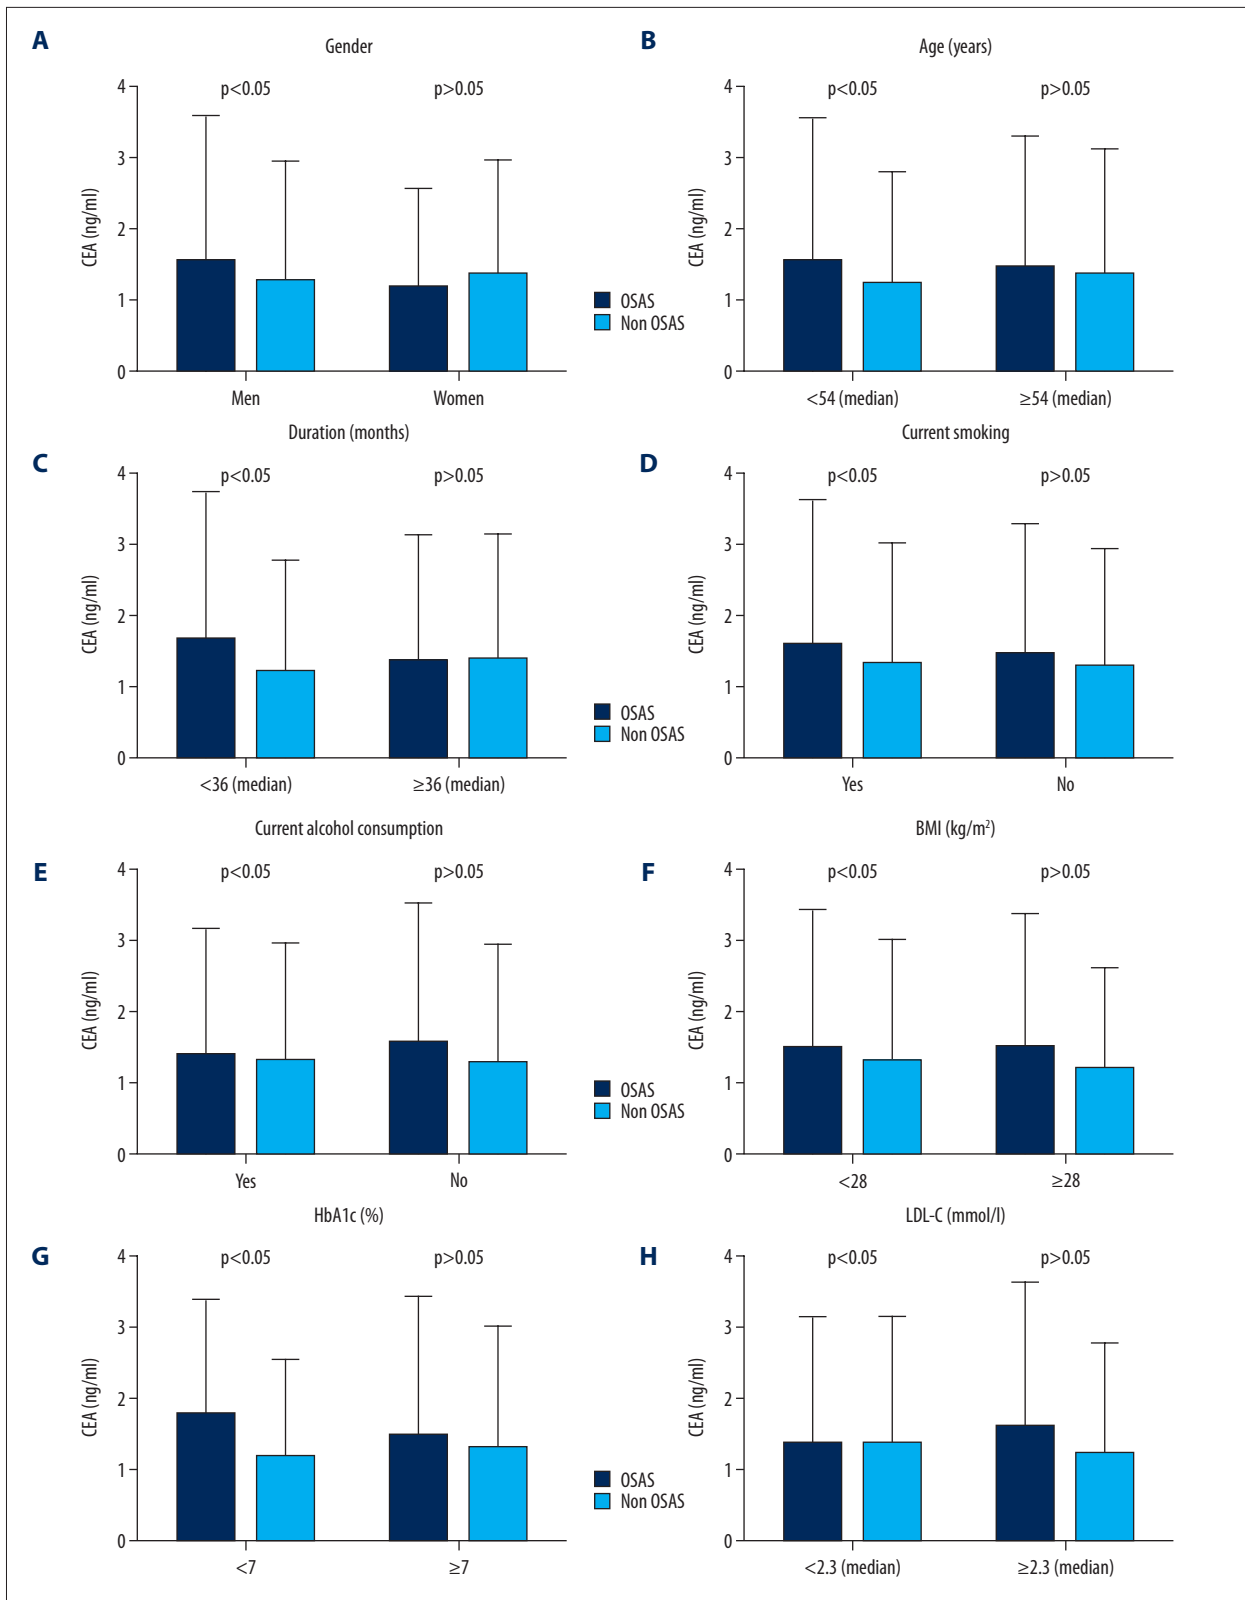 A
Gender
4
3
2
1
0
CEA (ng/ml)
p<0.05
p>0.05
Men
Women
OSAS
Non OSAS
B
Age (years)
4
3
2
1
0
CEA (ng/ml)
p<0.05
p>0.05
<54 (median)
≥54 (median)
C
Duration (months)
4
3
2
1
0
CEA (ng/ml)
p<0.05
p>0.05
<36 (median)
≥36 (median)
OSAS
Non OSAS
D
Current smoking
4
3
2
1
0
CEA (ng/ml)
p<0.05
p>0.05
Yes
No
E
Current alcohol consumption
4
3
2
1
0
CEA (ng/ml)
p<0.05
p>0.05
Yes
No
OSAS
Non OSAS
F
BMI (kg/m²)
4
3
2
1
0
CEA (ng/ml)
p<0.05
p>0.05
<28
≥28
G
HbA1c (%)
4
3
2
1
0
CEA (ng/ml)
p<0.05
p>0.05
<7
≥7
OSAS
Non OSAS
H
LDL-C (mmol/l)
4
3
2
1
0
CEA (ng/ml)
p<0.05
p>0.05
<2.3 (median)
≥2.3 (median)